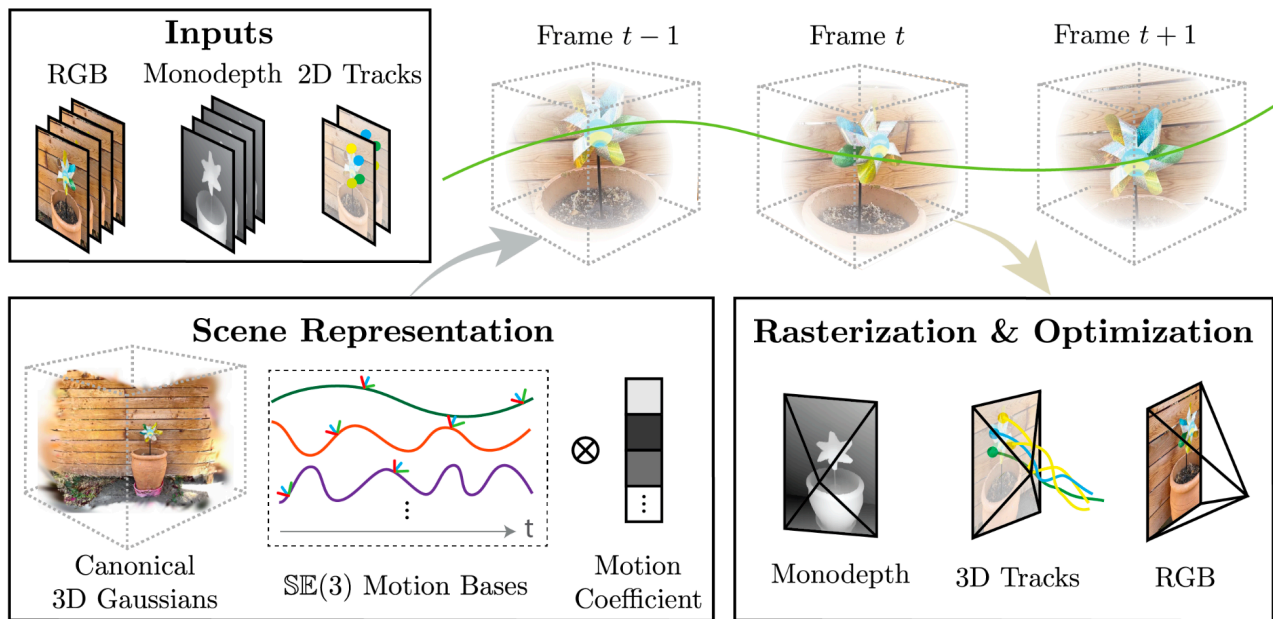 Inputs
RGB
Monodepth
2D Tracks
Frame t − 1
Frame t
Frame t + 1
Scene Representation
⊗
⋮
⋮
t
Canonical
3D Gaussians
𝕊𝔼(3) Motion Bases
Motion
Coefficient
Rasterization & Optimization
Monodepth
3D Tracks
RGB